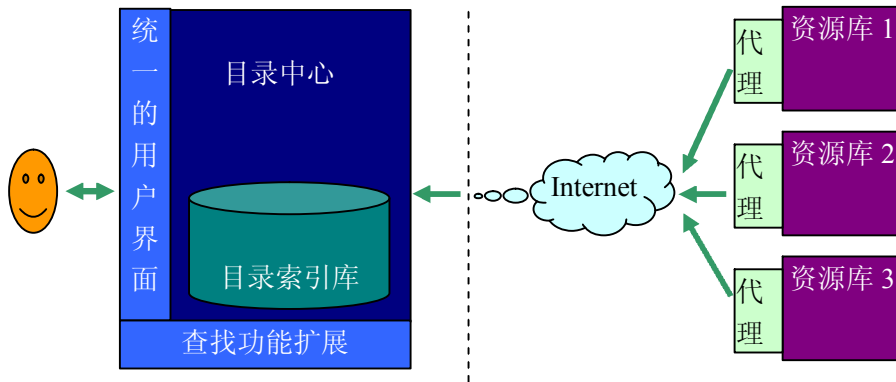 统一的用户界面
目录中心
目录索引库
查找功能扩展
Internet
代理
资源库 1
代理
资源库 2
代理
资源库 3